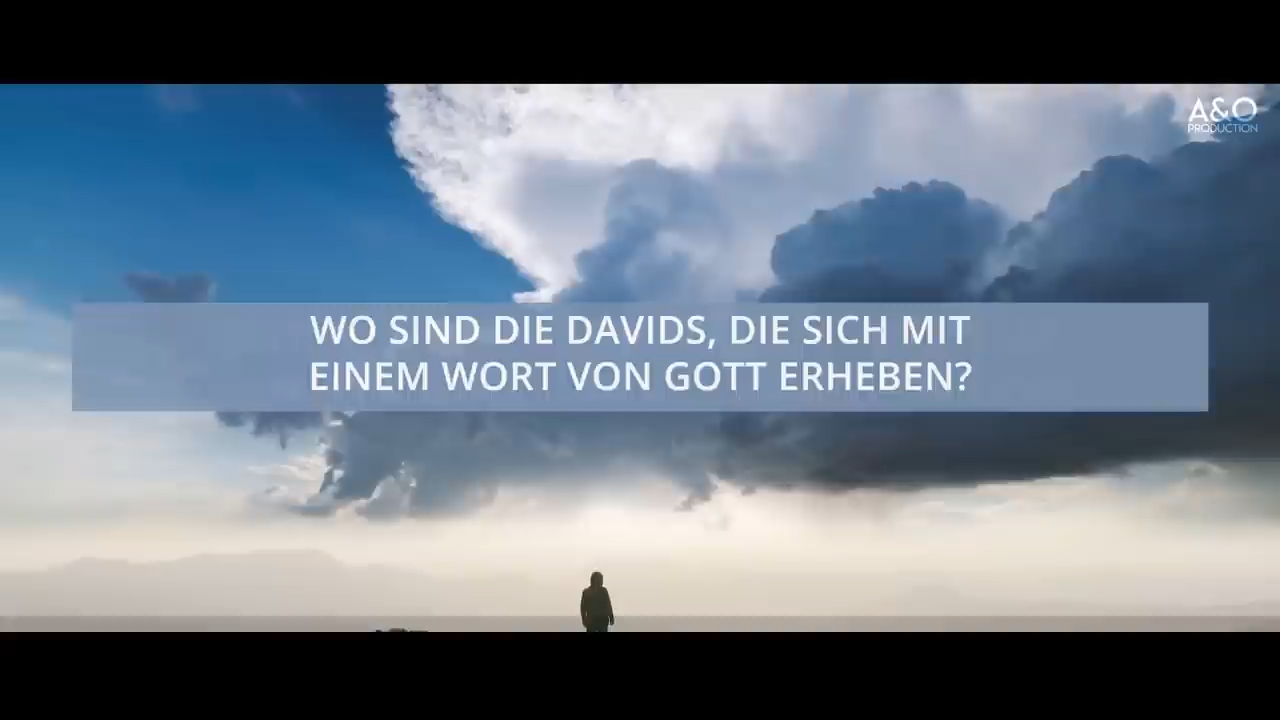 A&O
PRODUCTION
WO SIND DIE DAVIDS, DIE SICH MIT
EINEM WORT VON GOTT ERHEBEN?